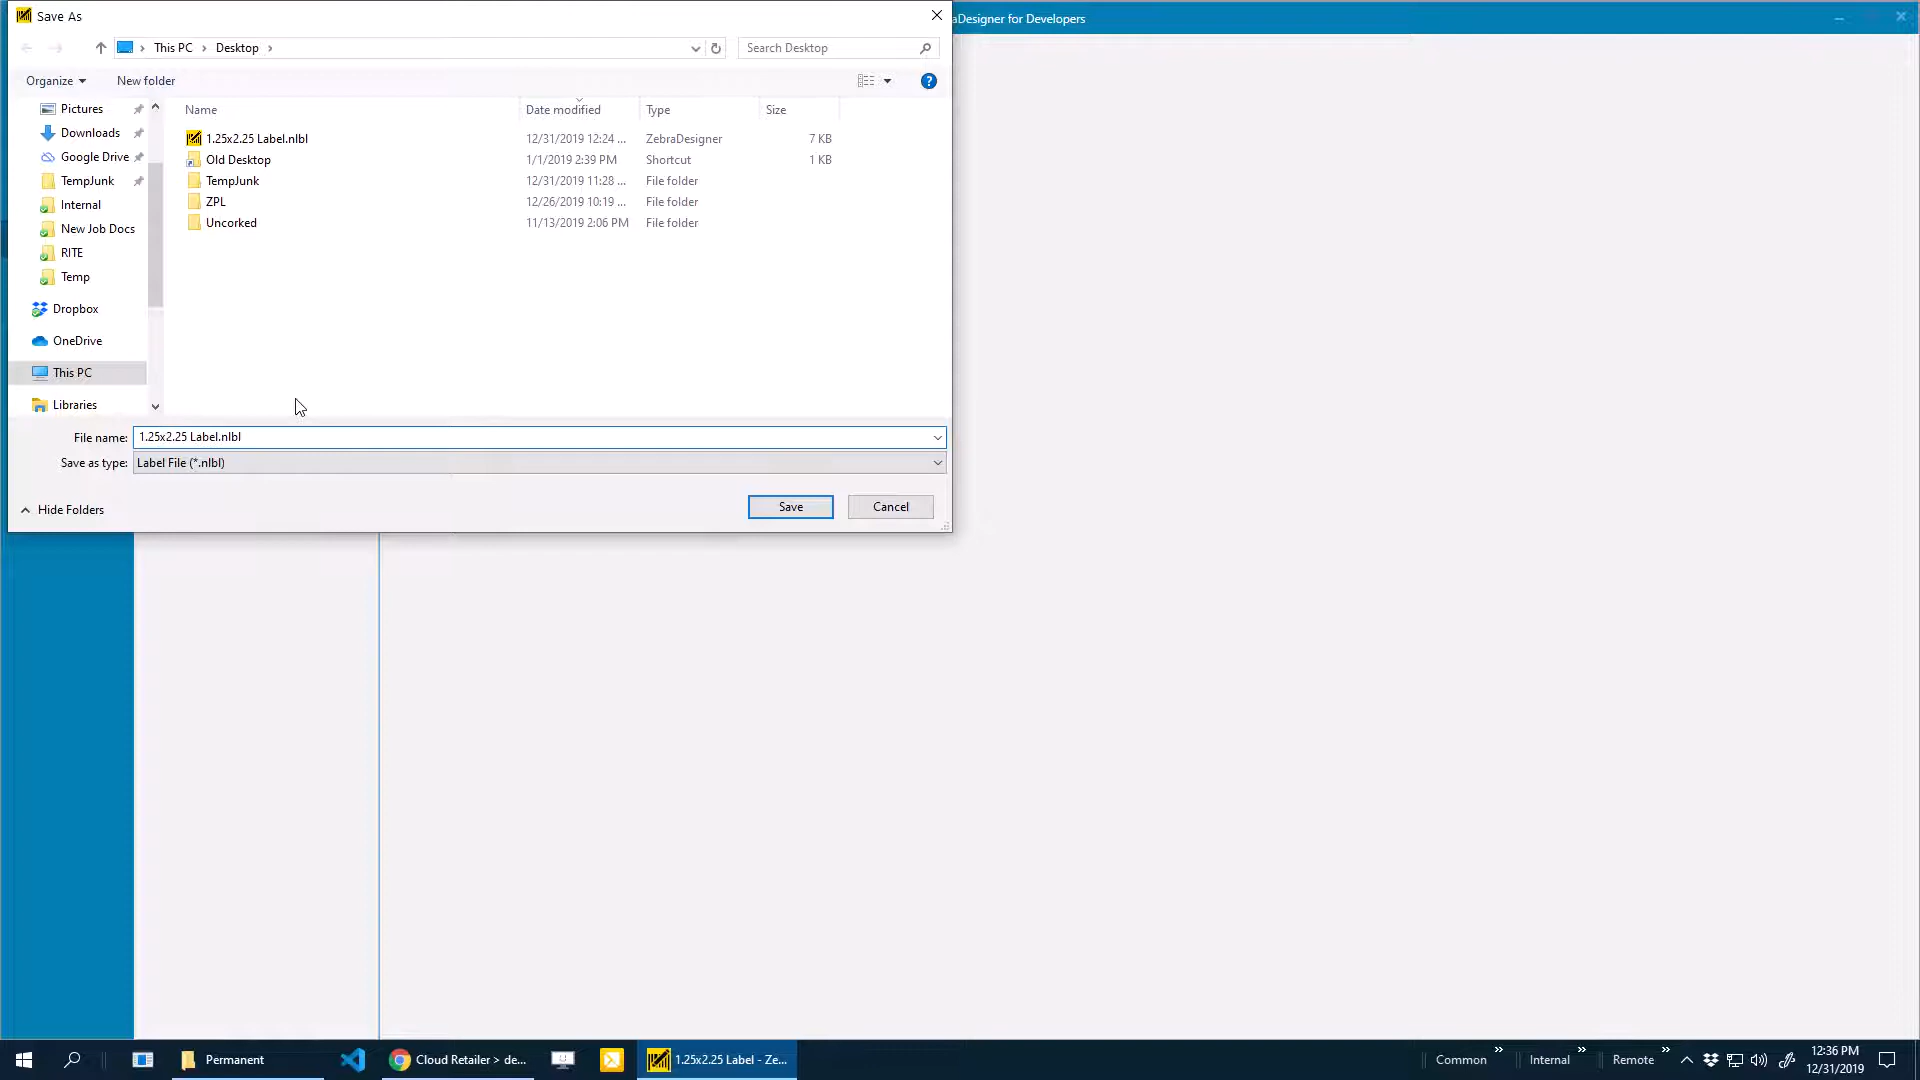 Save As
aDesigner for Developers
This PC
Desktop
Search Desktop
Organize
New folder
Name
Date modified
Type
Size
Pictures
Downloads
Google Drive
TempJunk
Internal
New Job Docs
RITE
Temp
Dropbox
OneDrive
This PC
Libraries
1.25x2.25 Label.nlbl 12/31/2019 12:24 ... ZebraDesigner 7 KB
Old Desktop 1/1/2019 2:39 PM Shortcut 1 KB
TempJunk 12/31/2019 11:28 ... File folder
ZPL 12/26/2019 10:19 ... File folder
Uncorked 11/13/2019 2:06 PM File folder
File name: 1.25x2.25 Label.nlbl
Save as type: Label File (*.nlbl)
Hide Folders
Save
Cancel
Permanent
Cloud Retailer > de...
1.25x2.25 Label - Ze...
Common
Internal
Remote
12:36 PM
12/31/2019